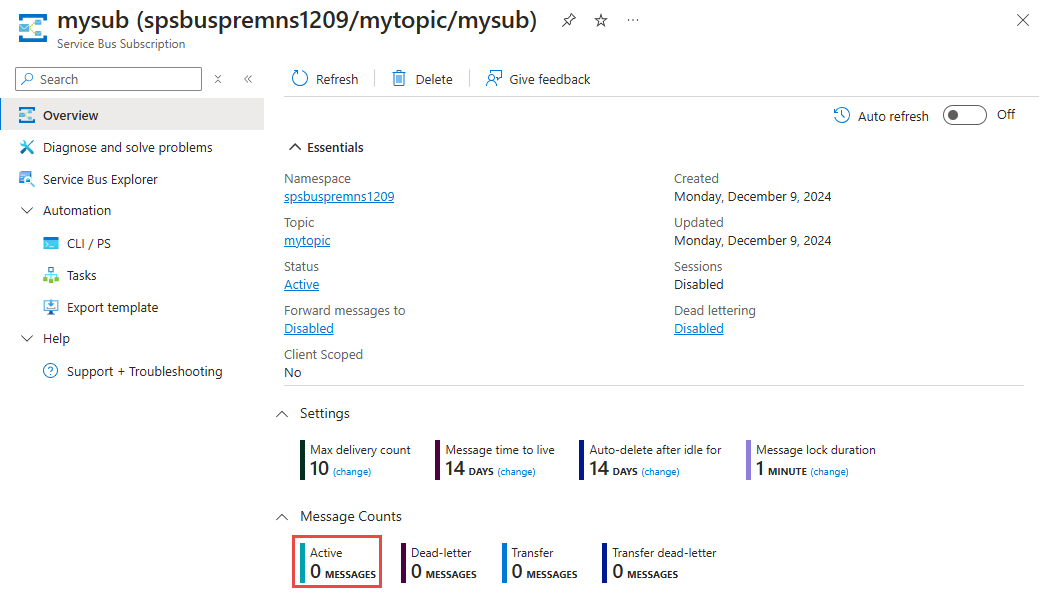 mysub (spsbuspremns1209/mytopic/mysub)
Service Bus Subscription
Search
Refresh
Delete
Give feedback
Overview
Diagnose and solve problems
Service Bus Explorer
Automation
CLI / PS
Tasks
Export template
Help
Support + Troubleshooting
Auto refresh
Off
Essentials
Namespace
spsbuspremns1209
Topic
mytopic
Status
Active
Forward messages to
Disabled
Client Scoped
No
Created
Monday, December 9, 2024
Updated
Monday, December 9, 2024
Sessions
Disabled
Dead lettering
Disabled
Settings
Max delivery count
10 (change)
Message time to live
14 DAYS (change)
Auto-delete after idle for
14 DAYS (change)
Message lock duration
1 MINUTE (change)
Message Counts
Active
0 MESSAGES
Dead-letter
0 MESSAGES
Transfer
0 MESSAGES
Transfer dead-letter
0 MESSAGES